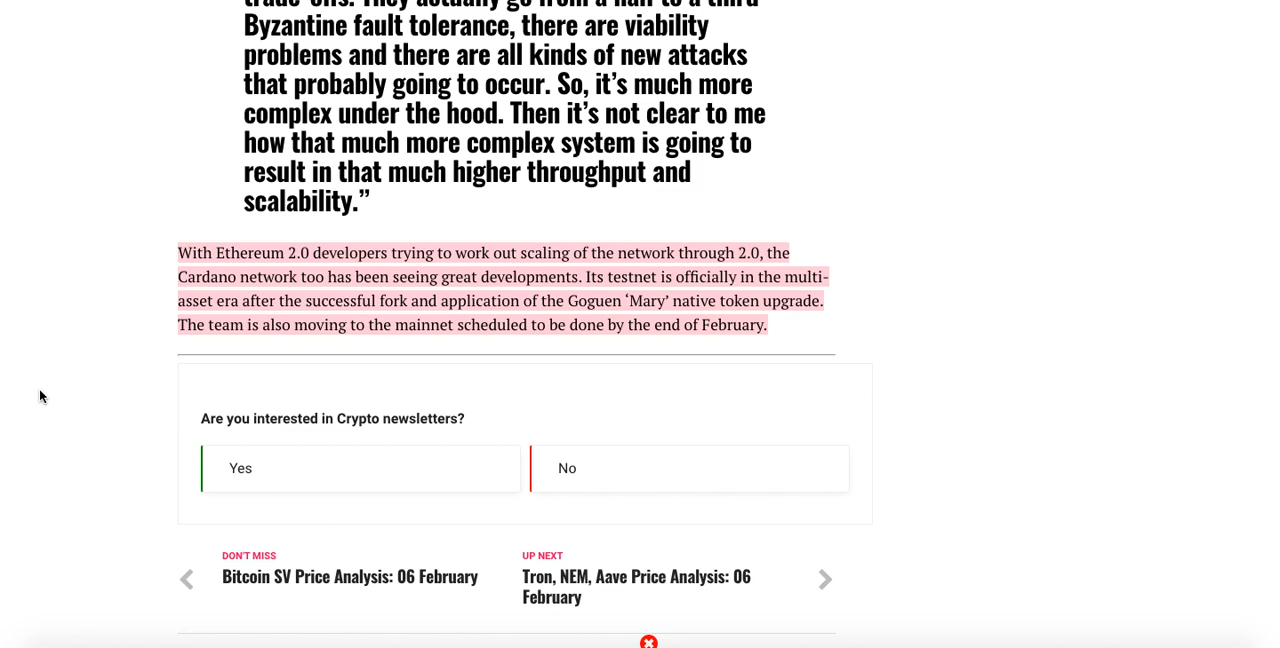 trade-offs. They actually go from a half to a third
Byzantine fault tolerance, there are viability
problems and there are all kinds of new attacks
that probably going to occur. So, it’s much more
complex under the hood. Then it’s not clear to me
how that much more complex system is going to
result in that much higher throughput and
scalability.”
With Ethereum 2.0 developers trying to work out scaling of the network through 2.0, the
Cardano network too has been seeing great developments. Its testnet is officially in the multi-
asset era after the successful fork and application of the Goguen ‘Mary’ native token upgrade.
The team is also moving to the mainnet scheduled to be done by the end of February.
Are you interested in Crypto newsletters?
Yes
No
DON'T MISS
Bitcoin SV Price Analysis: 06 February
UP NEXT
Tron, NEM, Aave Price Analysis: 06
February